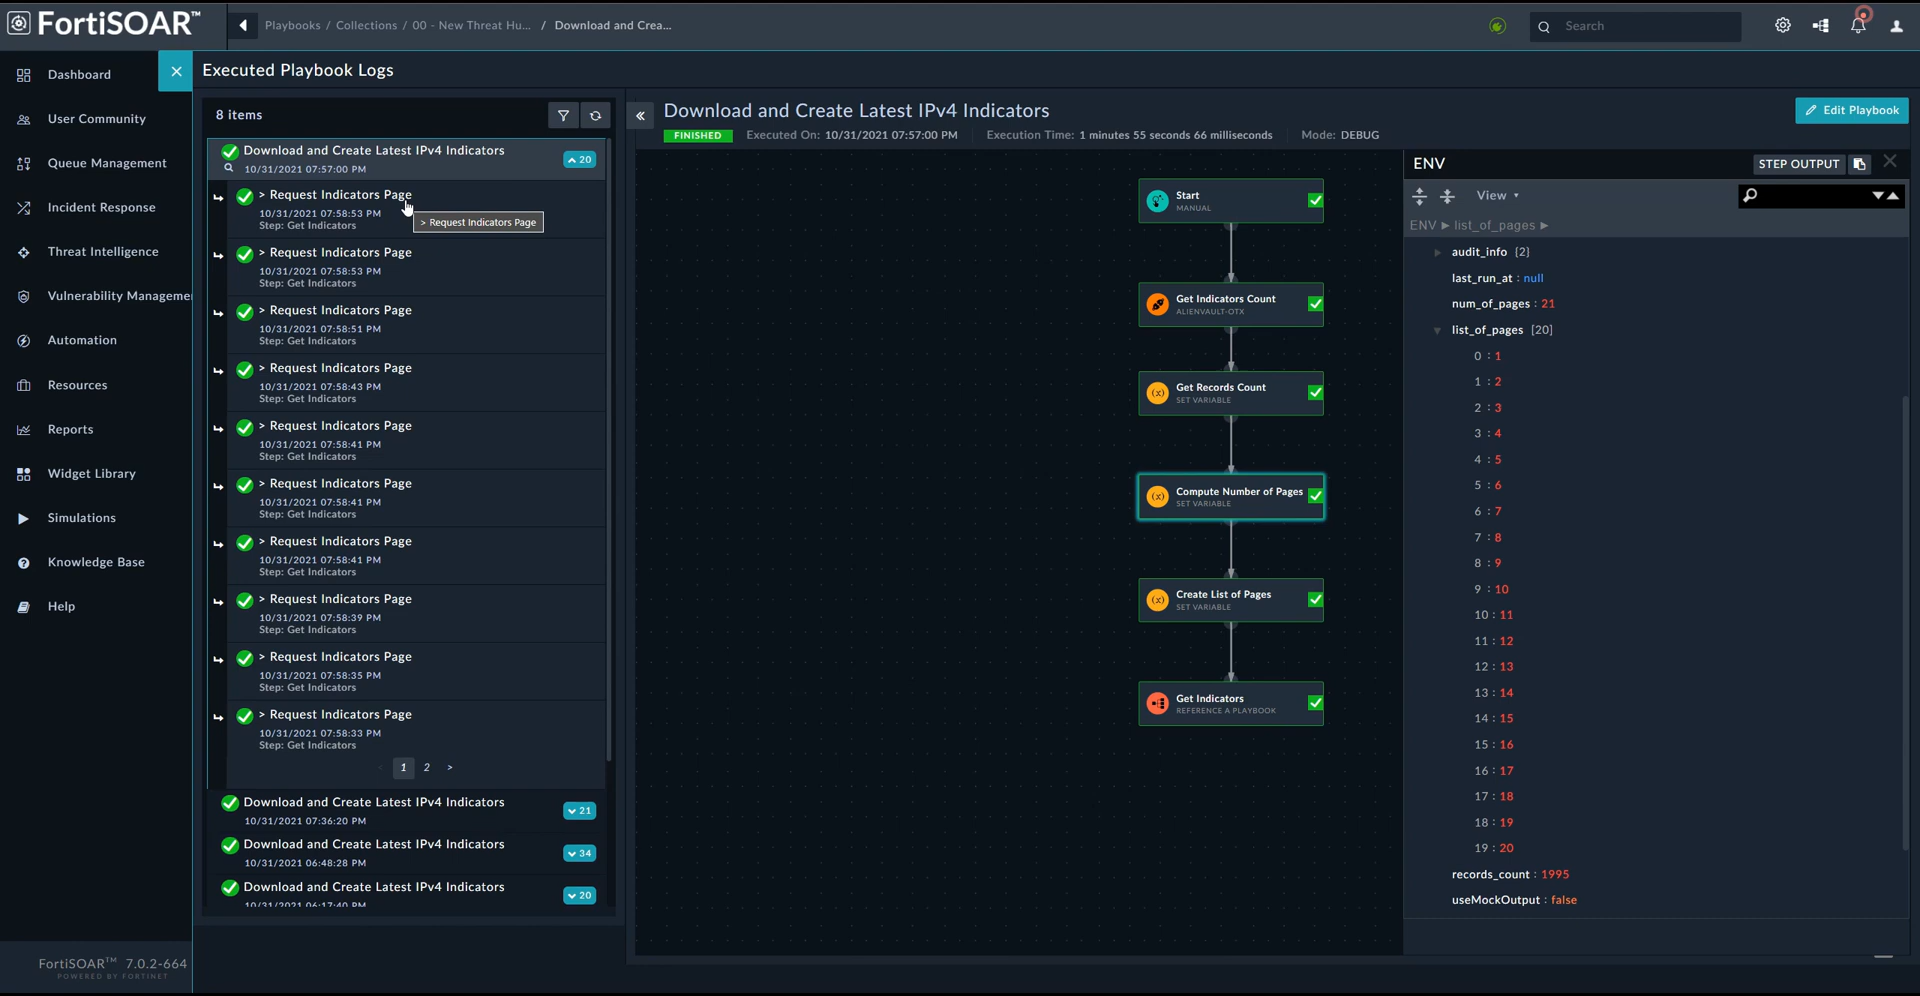 FortiSOAR™
Playbooks / Collections / 00 - New Threat Hu... / Download and Crea...
Search
Dashboard
User Community
Queue Management
Incident Response
Threat Intelligence
Vulnerability Manageme
Automation
Resources
Reports
Widget Library
Simulations
Knowledge Base
Help
FortiSOAR™ 7.0.2-664
POWERED BY FORTINET
Executed Playbook Logs
8 items
Download and Create Latest IPv4 Indicators
10/31/2021 07:57:00 PM
20
> Request Indicators Page
10/31/2021 07:58:53 PM
Step: Get Indicators
> Request Indicators Page
> Request Indicators Page
10/31/2021 07:58:53 PM
Step: Get Indicators
> Request Indicators Page
10/31/2021 07:58:51 PM
Step: Get Indicators
> Request Indicators Page
10/31/2021 07:58:43 PM
Step: Get Indicators
> Request Indicators Page
10/31/2021 07:58:41 PM
Step: Get Indicators
> Request Indicators Page
10/31/2021 07:58:41 PM
Step: Get Indicators
> Request Indicators Page
10/31/2021 07:58:41 PM
Step: Get Indicators
> Request Indicators Page
10/31/2021 07:58:39 PM
Step: Get Indicators
> Request Indicators Page
10/31/2021 07:58:35 PM
Step: Get Indicators
> Request Indicators Page
10/31/2021 07:58:33 PM
Step: Get Indicators
< 1 2 >
Download and Create Latest IPv4 Indicators
10/31/2021 07:36:20 PM
21
Download and Create Latest IPv4 Indicators
10/31/2021 06:48:28 PM
34
Download and Create Latest IPv4 Indicators
10/31/2021 06:17:40 PM
20
Download and Create Latest IPv4 Indicators
Edit Playbook
FINISHED Executed On: 10/31/2021 07:57:00 PM Execution Time: 1 minutes 55 seconds 66 milliseconds Mode: DEBUG
Start
MANUAL
Get Indicators Count
ALIENVAULT-OTX
Get Records Count
(x)
SET VARIABLE
Compute Number of Pages
(x)
SET VARIABLE
Create List of Pages
(x)
SET VARIABLE
Get Indicators
REFERENCE A PLAYBOOK
ENV
STEP OUTPUT
View
ENV ▶ list_of_pages ▶
audit_info [2]
last_run_at : null
num_of_pages : 21
list_of_pages [20]
0 : 1
1 : 2
2 : 3
3 : 4
4 : 5
5 : 6
6 : 7
7 : 8
8 : 9
9 : 10
10 : 11
11 : 12
12 : 13
13 : 14
14 : 15
15 : 16
16 : 17
17 : 18
18 : 19
19 : 20
records_count : 1995
useMockOutput : false